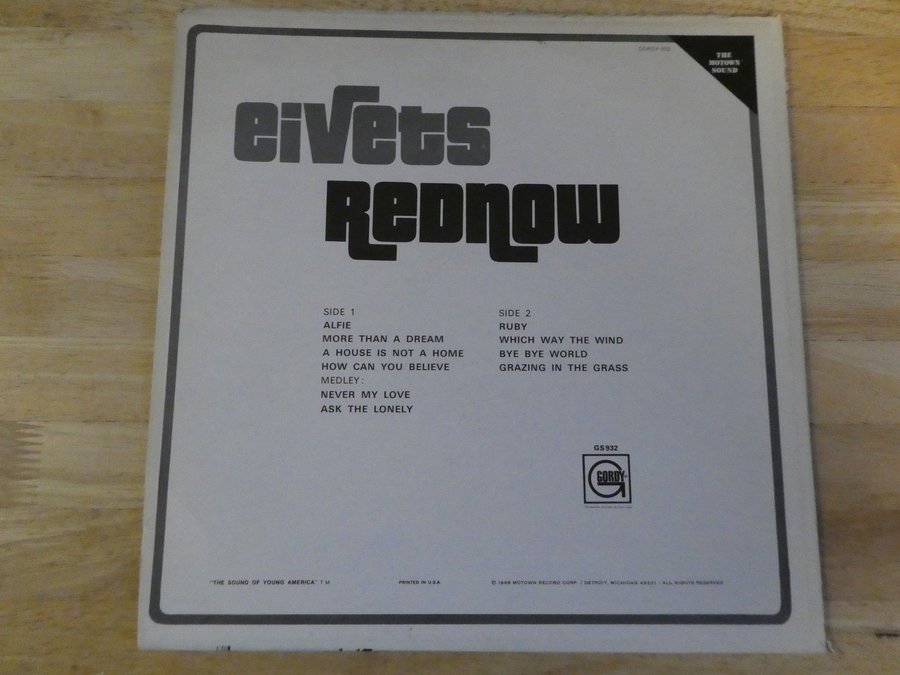 GORDY 932
THE
MOTOWN
SOUND
eivets
REDNOW
SIDE 1
ALFIE
MORE THAN A DREAM
A HOUSE IS NOT A HOME
HOW CAN YOU BELIEVE
MEDLEY:
NEVER MY LOVE
ASK THE LONELY
SIDE 2
RUBY
WHICH WAY THE WIND
BYE BYE WORLD
GRAZING IN THE GRASS
GS932
GORDY
"THE SOUND OF YOUNG AMERICA" T.M.
PRINTED IN U.S.A.
© 1968 MOTOWN RECORD CORP. / DETROIT, MICHIGAN 48201 - ALL RIGHTS RESERVED